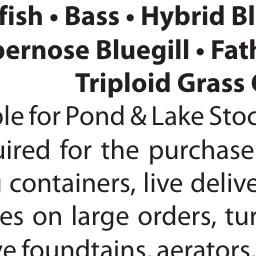 fish • Bass • Hybrid Bl
pernose Bluegill • Fath
Triploid Grass C
ble for Pond & Lake Stoc
uired for the purchase
containers, live delive
es on large orders, tur
ve foundtains, aerators,